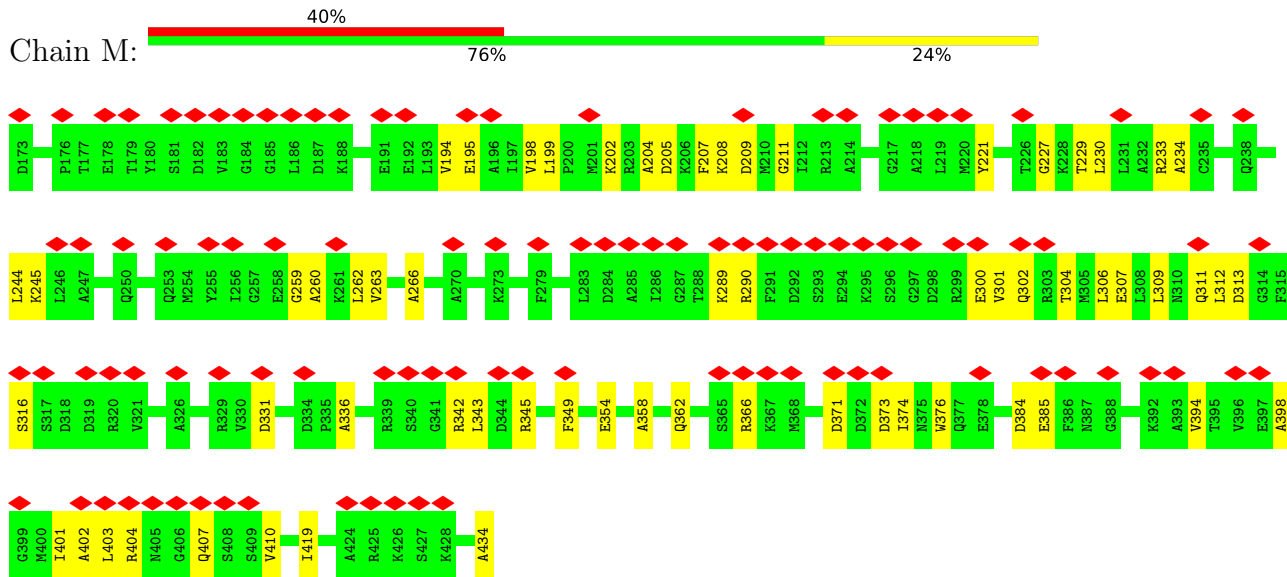 40%
Chain M:
76% 24%
D173 P176 T177 E178 T179 Y180 S181 D182 V183 G184 G185 L186 D187 K188 E191 E192 L193 V194 E195 A196 I197 V198 L199 P200 M201 K202 R203 A204 D205 K206 F207 K208 D209 M210 G211 I212 R213 A214 G217 A218 L219 M220 Y221 T226 G227 K228 T229 L230 L231 A232 R233 A234 C235 Q238
L244 K245 L246 A247 Q250 Q253 M254 Y255 I256 G257 E258 G259 A260 K261 L262 V263 A266 A270 K273 F279 L283 D284 A285 I286 G287 T288 K289 R290 F291 D292 S293 E294 K295 S296 G297 D298 R299 E300 V301 Q302 R303 T304 M305 L306 E307 L308 L309 N310 Q311 L312 D313 G314 F315
S316 S317 D318 D319 R320 V321 A326 R329 V330 D331 D334 P335 A336 R339 S340 G341 R342 L343 D344 R345 F349 E354 A358 Q362 S365 R366 K367 M368 D371 D372 D373 I374 N375 W376 Q377 E378 D384 E385 F386 N387 G388 K392 A393 V394 T395 V396 E397 A398
G399 M400 I401 A402 L403 R404 N405 G406 Q407 S408 S409 V410 I419 A424 R425 K426 S427 K428 A434